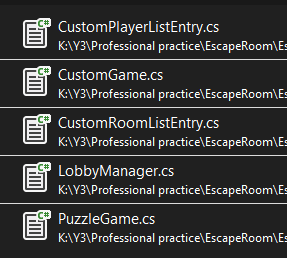 C#
CustomPlayerListEntry.cs
K:\Y3\Professional practice\EscapeRoom\Es
C#
CustomGame.cs
K:\Y3\Professional practice\EscapeRoom\Es
C#
CustomRoomListEntry.cs
K:\Y3\Professional practice\EscapeRoom\Es
C#
LobbyManager.cs
K:\Y3\Professional practice\EscapeRoom\Es
C#
PuzzleGame.cs
K:\Y3\Professional practice\EscapeRoom\Es